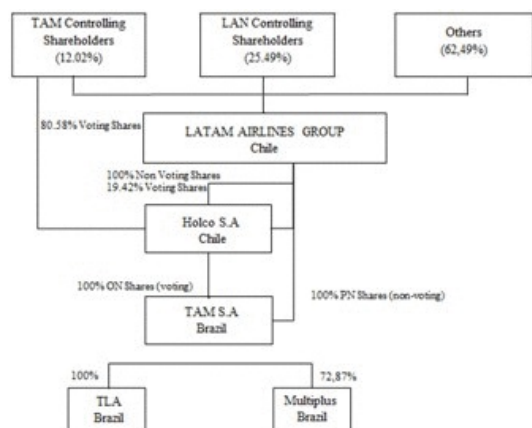 TAM Controlling
Shareholders
(12.02%)
LAN Controlling
Shareholders
(25.49%)
Others
(62,49%)
80.58% Voting Shares
LATAM AIRLINES GROUP
Chile
100% Non Voting Shares
19.42% Voting Shares
Holco S.A
Chile
100% ON Shares (voting)
100% PN Shares (non-voting)
TAM S.A
Brazil
100%
72,87%
TLA
Brazil
Multiplus
Brazil